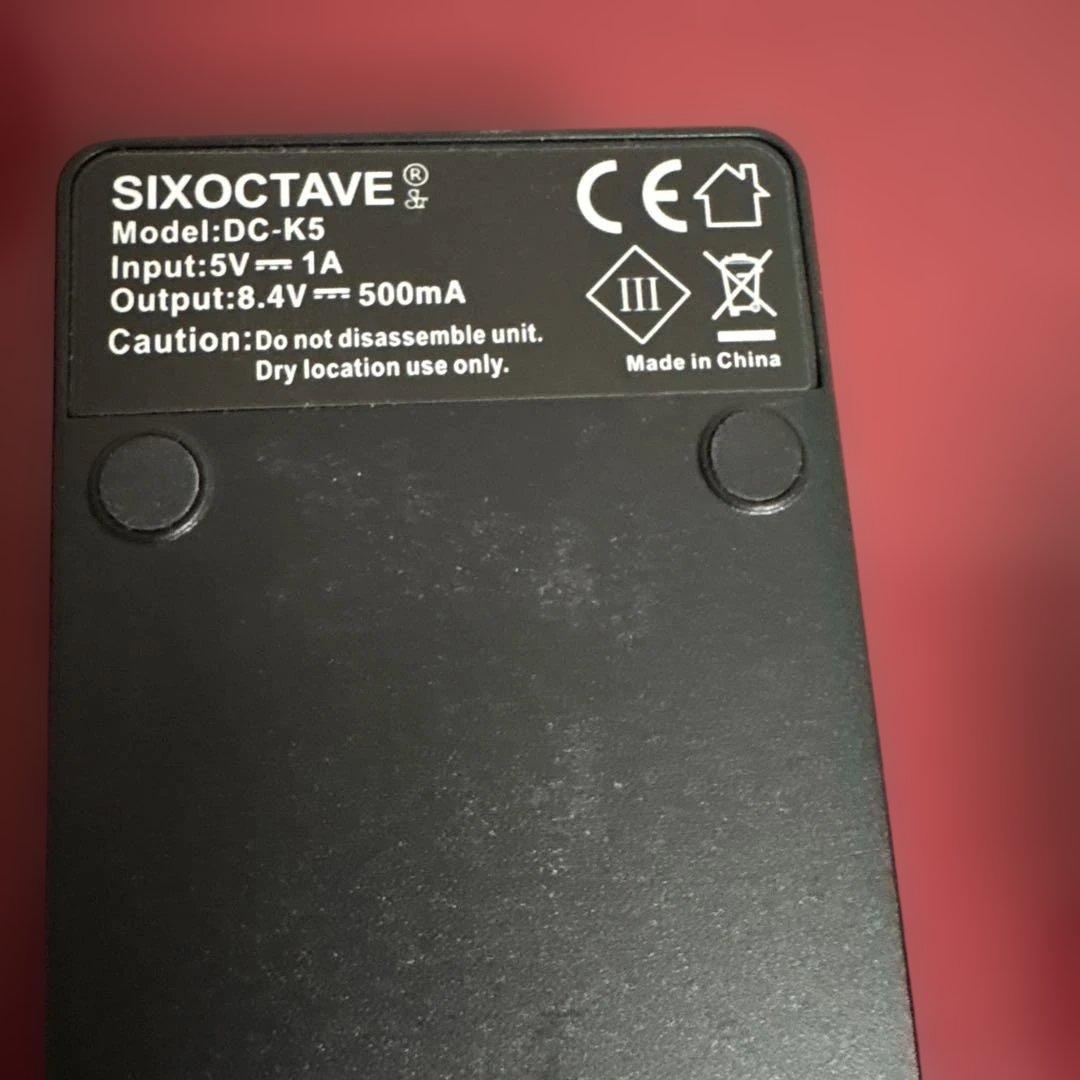 SIXOCTAVE®
Model:DC-K5
Input:5V⎓1A
Output:8.4V⎓500mA
Caution:Do not disassemble unit.
Dry location use only.
CE
III
Made in China